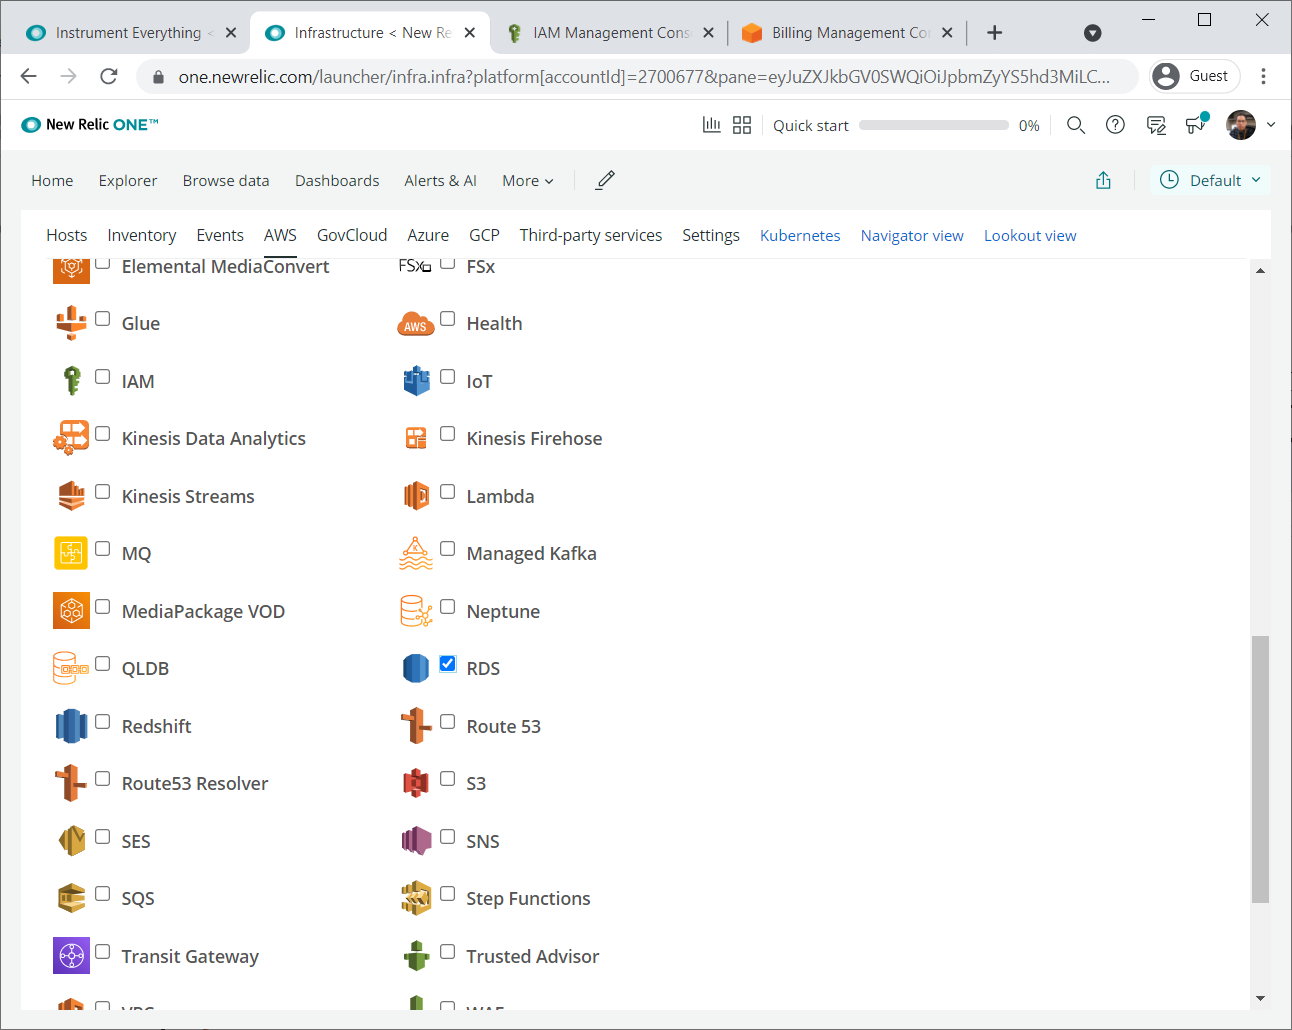 Instrument Everything <
Infrastructure < New Re
IAM Management Cons
Billing Management Co
one.newrelic.com/launcher/infra.infra?platform[accountId]=2700677&pane=eyJuZXJkbGV0SWQiOiJpbmZyYS5hd3MiLC...
Guest
New Relic ONE™
Quick start
0%
Home
Explorer
Browse data
Dashboards
Alerts & AI
More
Default
Hosts
Inventory
Events
AWS
GovCloud
Azure
GCP
Third-party services
Settings
Kubernetes
Navigator view
Lookout view
Elemental MediaConvert
FSx
FSx
Glue
AWS
Health
IAM
IoT
Kinesis Data Analytics
Kinesis Firehose
Kinesis Streams
Lambda
MQ
Managed Kafka
MediaPackage VOD
Neptune
QLDB
RDS
Redshift
Route 53
Route53 Resolver
S3
SES
SNS
SQS
Step Functions
Transit Gateway
Trusted Advisor
VPC
WAF